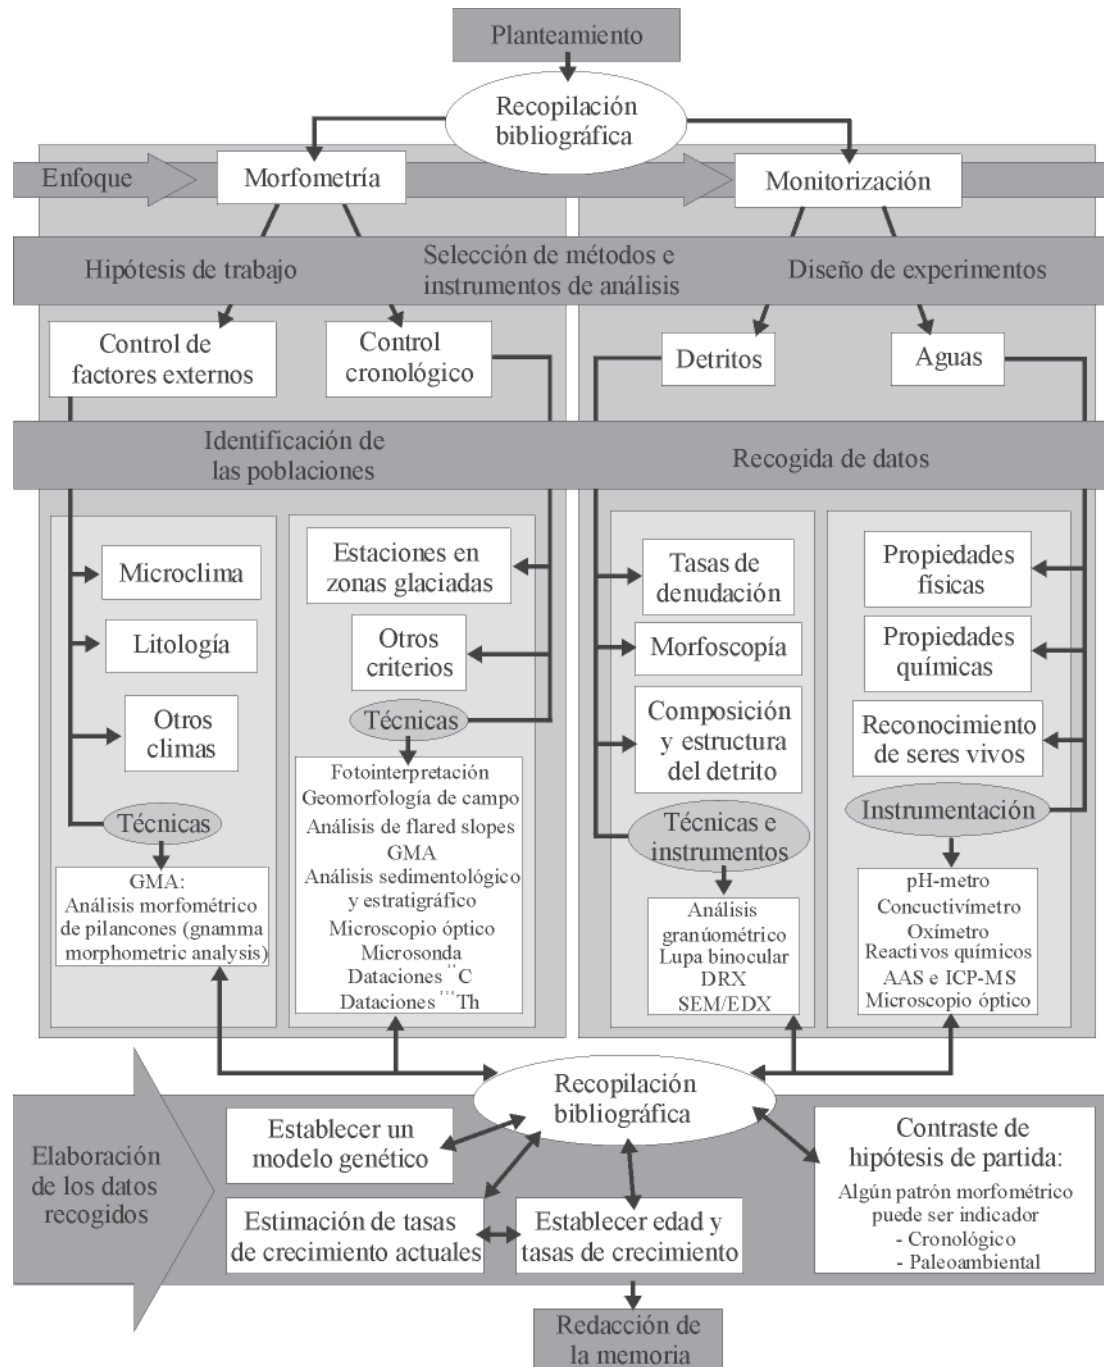 Planteamiento
Recopilación
bibliográfica
Enfoque
Morfometría
Monitorización
Hipótesis de trabajo
Selección de métodos e
instrumentos de análisis
Diseño de experimentos
Control de
factores externos
Control
cronológico
Detritos
Aguas
Identificación de
las poblaciones
Recogida de datos
Microclima
Litología
Otros
climas
Técnicas
GMA:
Análisis morfométrico
de pilancones (gnamma
morphometric analysis)
Estaciones en
zonas glaciadas
Otros
criterios
Técnicas
Fotointerpretación
Geomorfología de campo
Análisis de flared slopes
GMA
Análisis sedimentológico
y estratigráfico
Microscopio óptico
Microsonda
Dataciones C
Dataciones Th
Tasas de
denudación
Morfoscopía
Composición
y estructura
del detrito
Técnicas e
instrumentos
Análisis
granúométrico
Lupa binocular
DRX
SEM/EDX
Propiedades
físicas
Propiedades
químicas
Reconocimiento
de seres vivos
Instrumentación
pH-metro
Concuctivímetro
Oxímetro
Reactivos químicos
AAS e ICP-MS
Microscopio óptico
Recopilación
bibliográfica
Elaboración
de los datos
recogidos
Establecer un
modelo genético
Estimación de tasas
de crecimiento actuales
Establecer edad y
tasas de crecimiento
Contraste de
hipótesis de partida:
Algún patrón morfométrico
puede ser indicador
- Cronológico
- Paleoambiental
Redacción de
la memoria